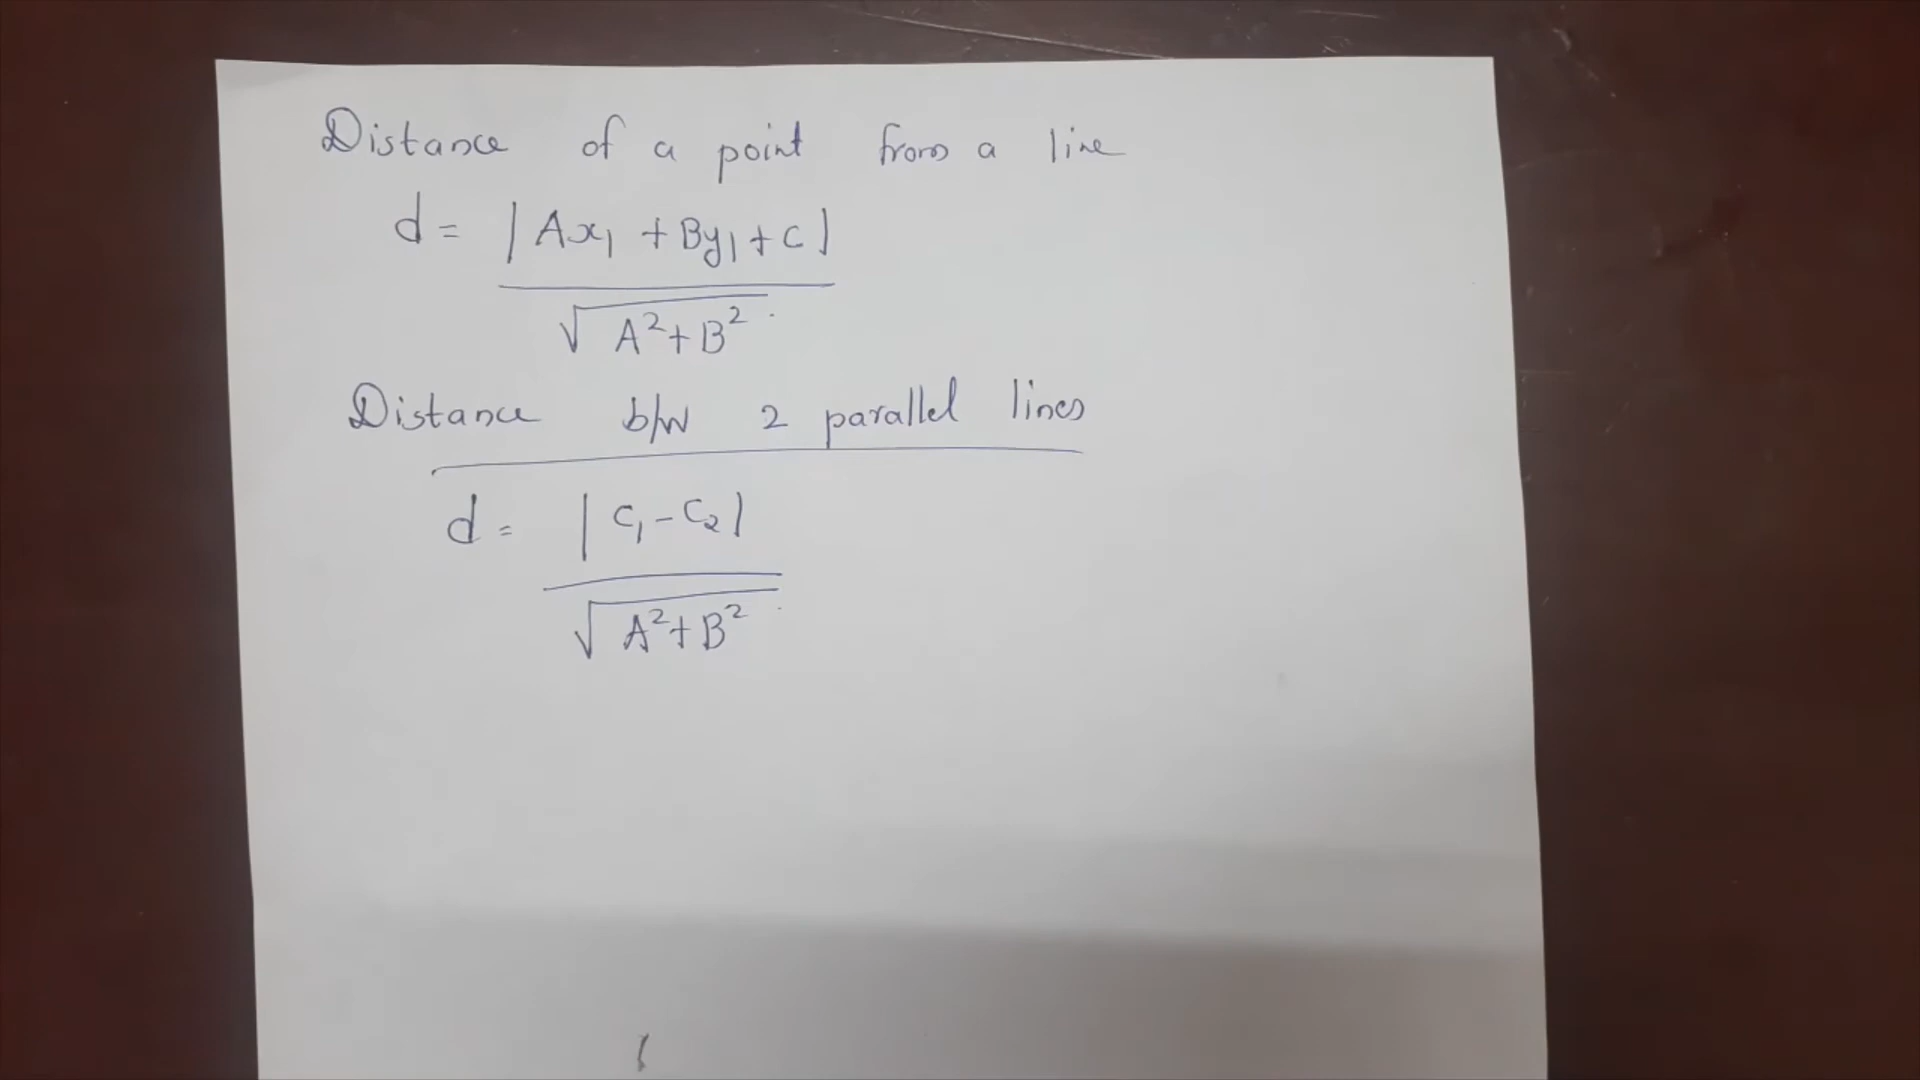 Distance of a point from a line
d = |Ax₁ + By₁ + C|
√A² + B²
Distance b/w 2 parallel lines
d = |C₁ - C₂|
√A² + B²